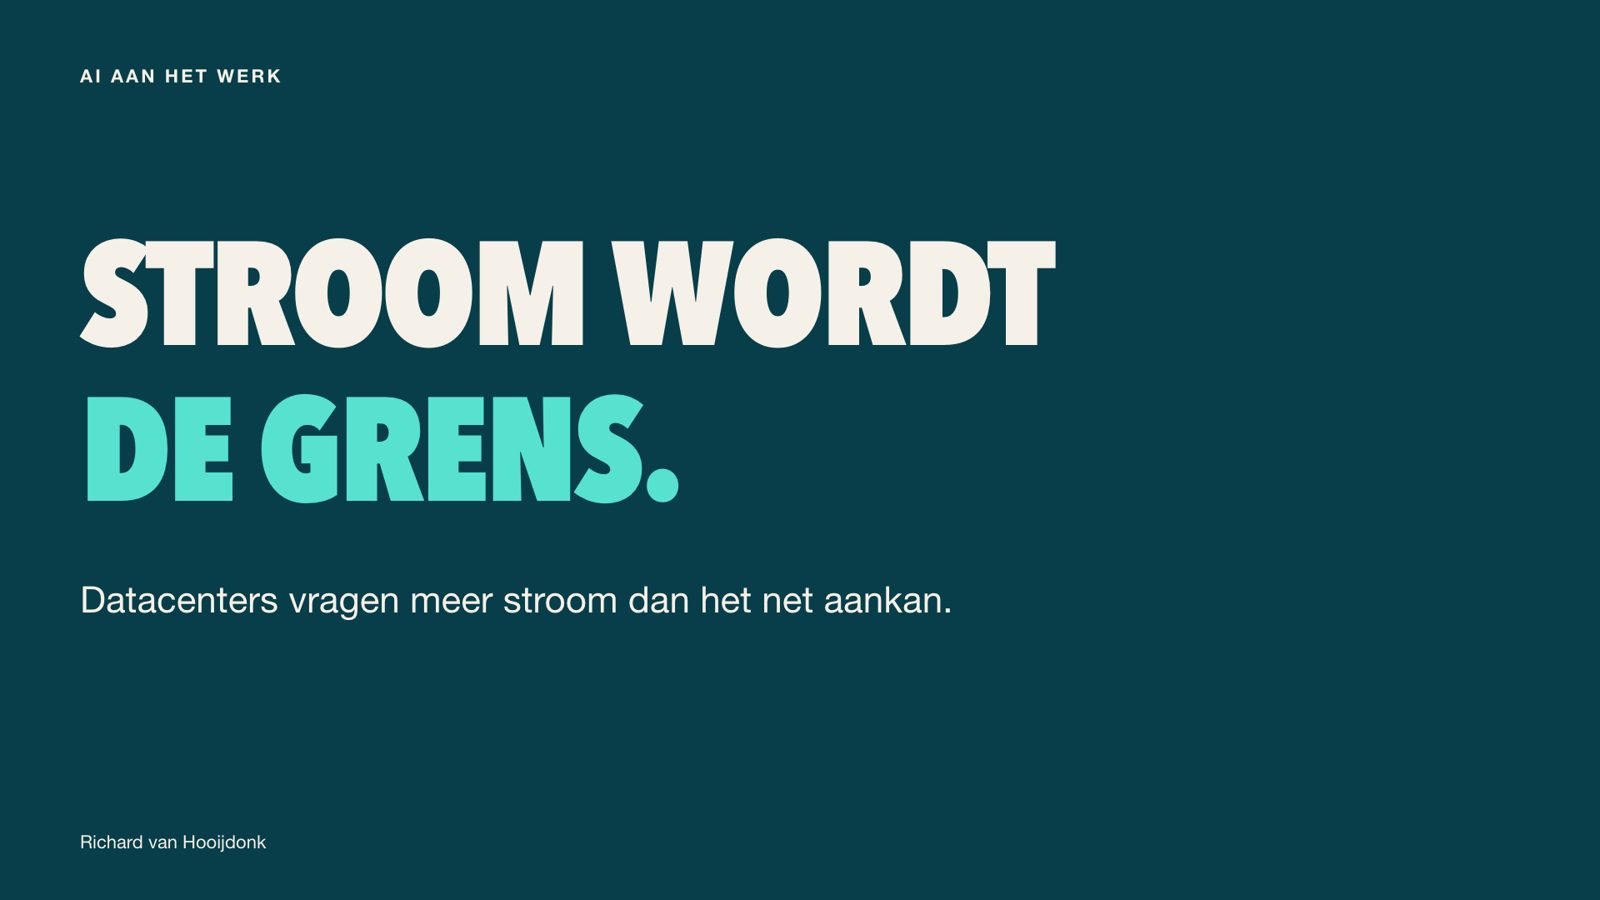 AI AAN HET WERK
STROOM WORDT
DE GRENS.
Datacenters vragen meer stroom dan het net aankan.
Richard van Hooijdonk